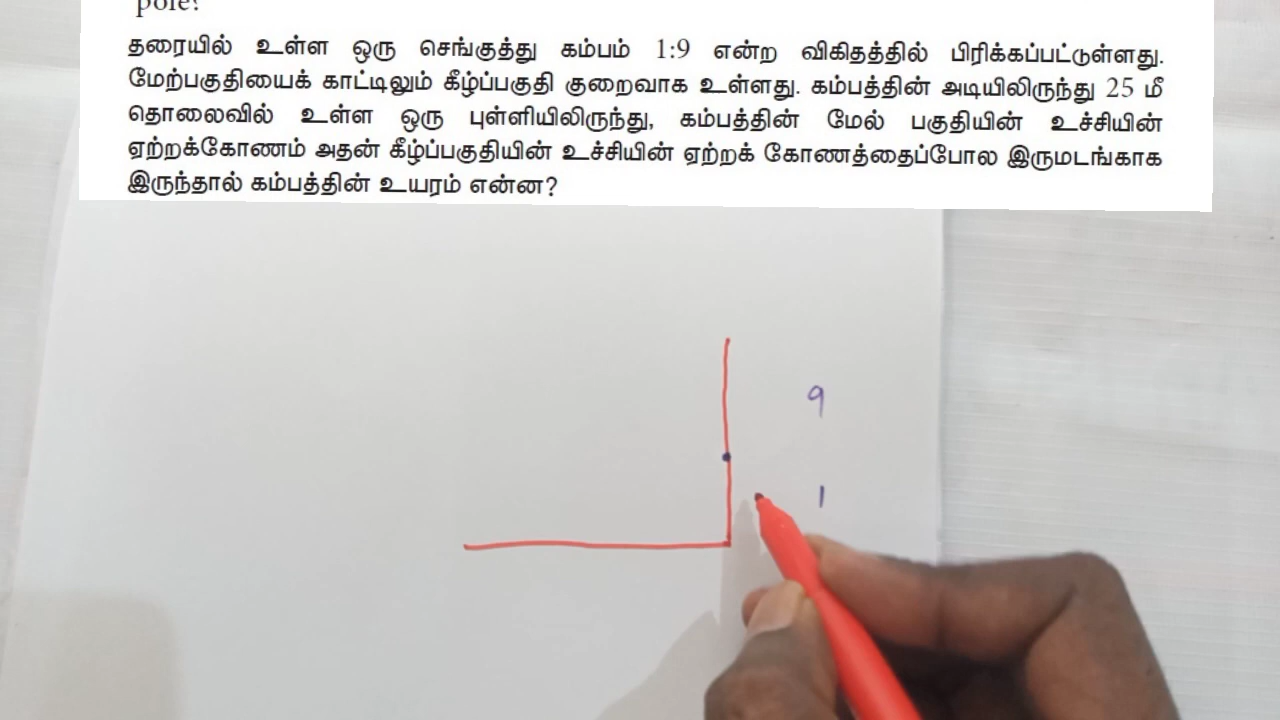 pole?
தரையில் உள்ள ஒரு செங்குத்து கம்பம் 1:9 என்ற விகிதத்தில் பிரிக்கப்பட்டுள்ளது.
மேற்பகுதியைக் காட்டிலும் கீழ்ப்பகுதி குறைவாக உள்ளது. கம்பத்தின் அடியிலிருந்து 25 மீ
தொலைவில் உள்ள ஒரு புள்ளியிலிருந்து, கம்பத்தின் மேல் பகுதியின் உச்சியின்
ஏற்றக்கோணம் அதன் கீழ்ப்பகுதியின் உச்சியின் ஏற்றக் கோணத்தைப்போல இருமடங்காக
இருந்தால் கம்பத்தின் உயரம் என்ன?
9
1